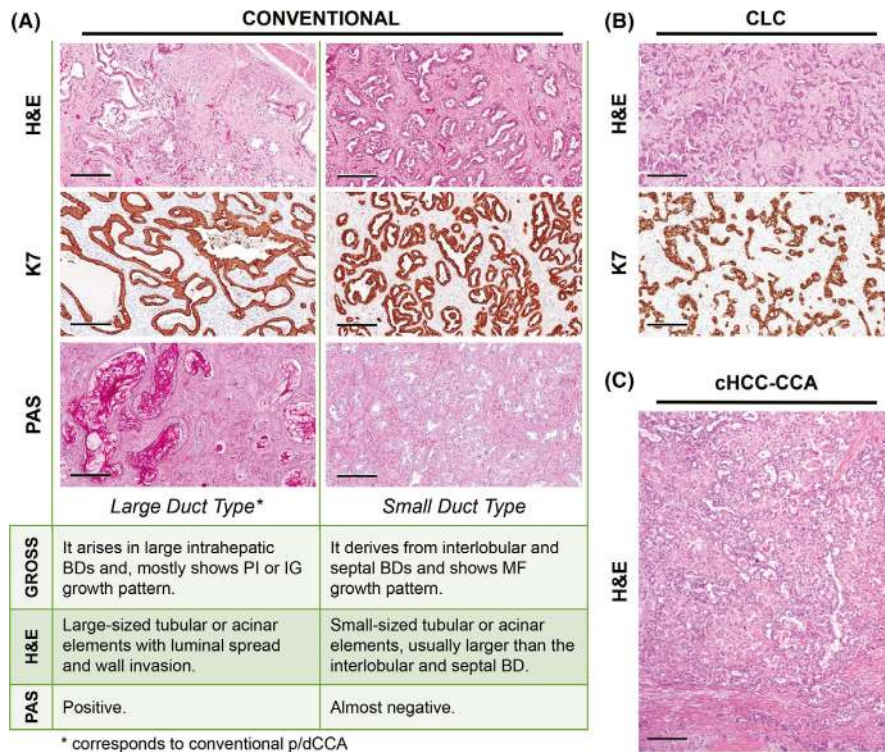 (A)
CONVENTIONAL
H&E
K7
PAS
Large Duct Type*
Small Duct Type
GROSS
It arises in large intrahepatic
BDs and, mostly shows PI or IG
growth pattern.
It derives from interlobular and
septal BDs and shows MF
growth pattern.
H&E
Large-sized tubular or acinar
elements with luminal spread
and wall invasion.
Small-sized tubular or acinar
elements, usually larger than the
interlobular and septal BD.
PAS
Positive.
Almost negative.
* corresponds to conventional p/dCCA
(B)
CLC
H&E
K7
(C)
cHCC-CCA
H&E